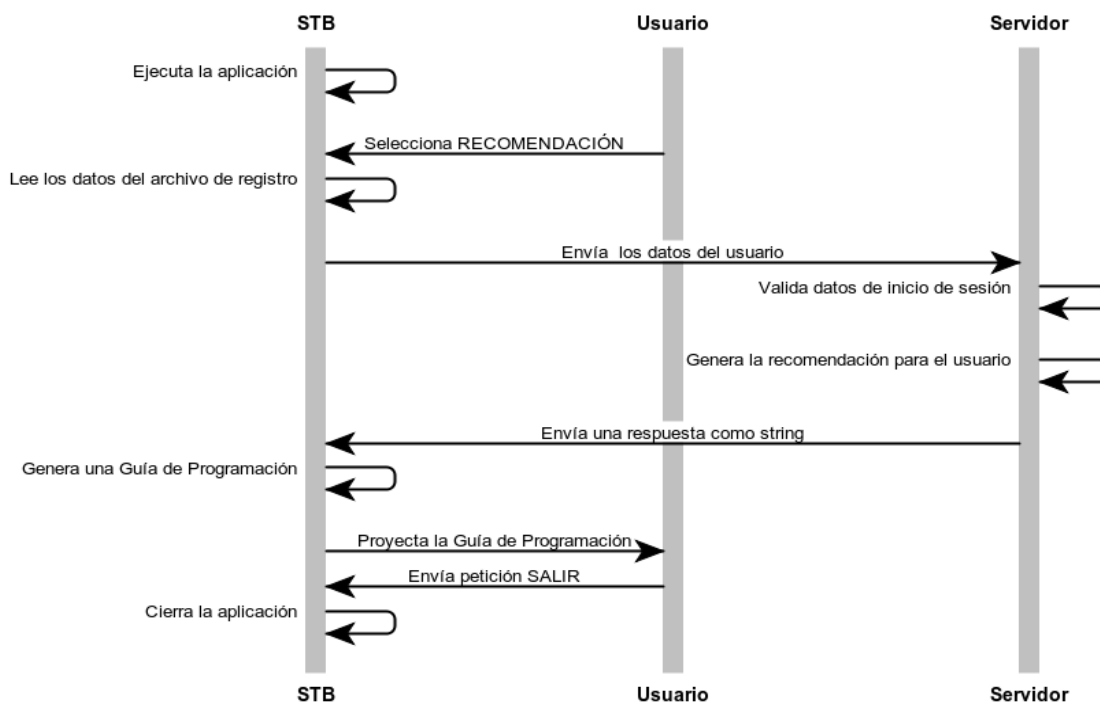 STB Usuario Servidor
Ejecuta la aplicación
Selecciona RECOMENDACIÓN
Lee los datos del archivo de registro
Envía  los datos del usuario
Valida datos de inicio de sesión
Genera la recomendación para el usuario
Envía una respuesta como string
Genera una Guía de Programación
Proyecta la Guía de Programación
Envía petición SALIR
Cierra la aplicación
STB Usuario Servidor